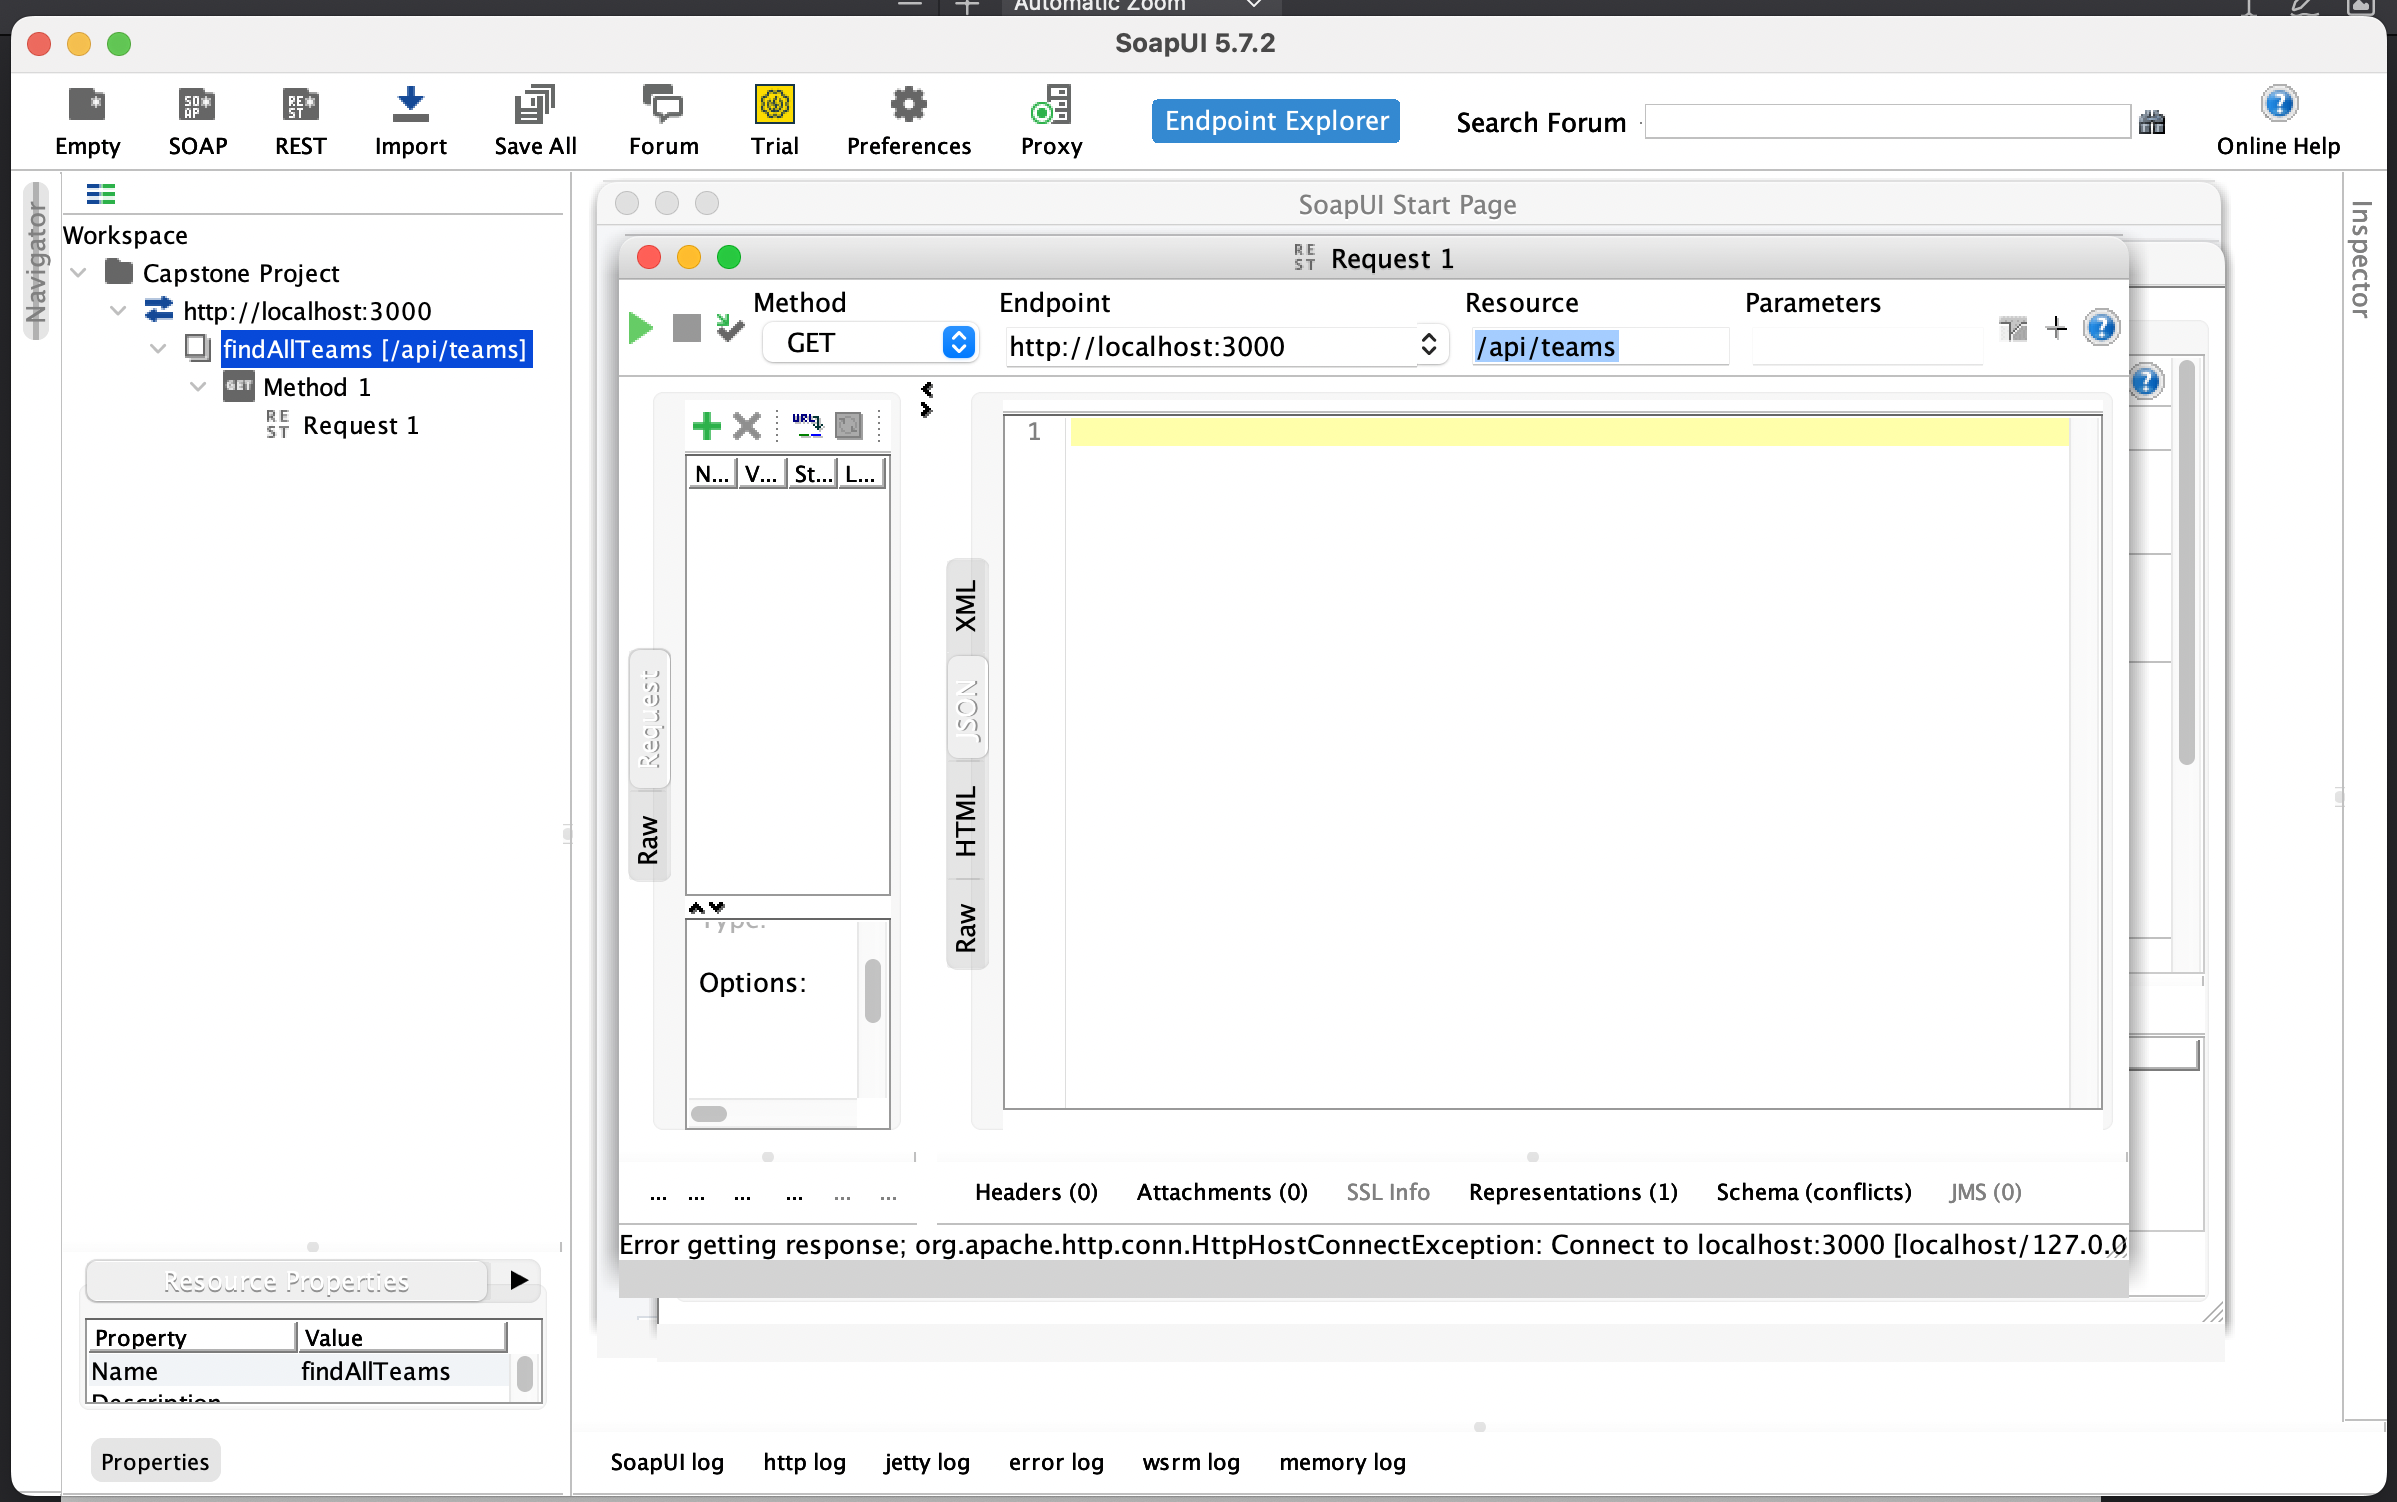 Automatic Zoom
SoapUI 5.7.2
Empty
SOAP
REST
Import
Save All
Forum
Trial
Preferences
Proxy
Endpoint Explorer
Search Forum
Online Help
Navigator
Inspector
Workspace
Capstone Project
http://localhost:3000
findAllTeams [/api/teams]
GET Method 1
REST Request 1
SoapUI Start Page
REST Request 1
Method
Endpoint
Resource
Parameters
GET
http://localhost:3000
/api/teams
N...
V...
St...
L...
1
Request
Raw
XML
JSON
HTML
Raw
Type:
Options:
...
...
...
...
...
...
Headers (0)
Attachments (0)
SSL Info
Representations (1)
Schema (conflicts)
JMS (0)
Error getting response; org.apache.http.conn.HttpHostConnectException: Connect to localhost:3000 [localhost/127.0.0
Resource Properties
Property
Value
Name
findAllTeams
Description
Properties
SoapUI log
http log
jetty log
error log
wsrm log
memory log